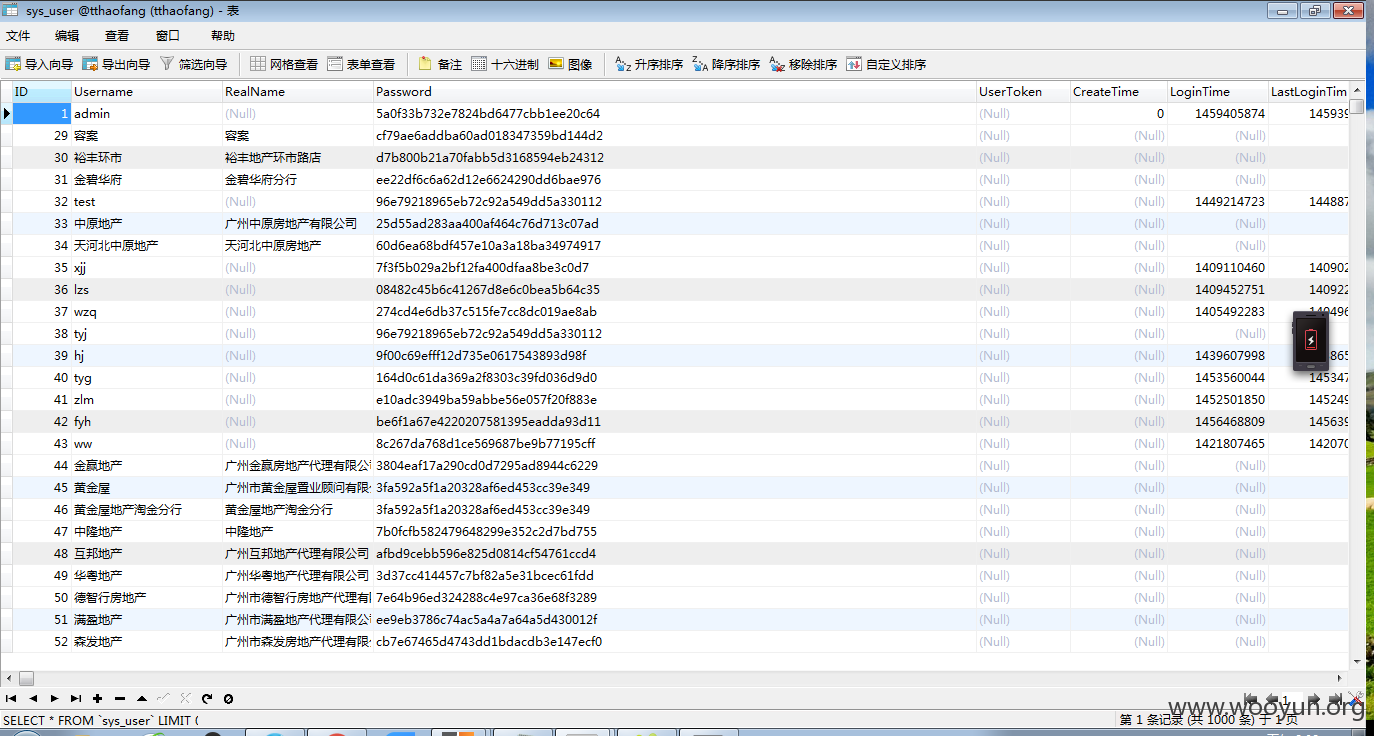 sys_user @tthaofang (tthaofang) - 表
文件 编辑 查看 窗口 帮助
导入向导 导出向导 筛选向导 网格查看 表单查看 备注 十六进制 图像 升序排序 降序排序 移除排序 自定义排序
ID Username RealName Password UserToken CreateTime LoginTime LastLoginTim
1 admin (Null) 5a0f33b732e7824bd6477cbb1ee20c64 (Null) 0 1459405874 145939
29 容案 容案 cf79ae6addba60ad018347359bd144d2 (Null) (Null) (Null)
30 裕丰环市 裕丰地产环市路店 d7b800b21a70fabb5d3168594eb24312 (Null) (Null) (Null)
31 金碧华府 金碧华府分行 ee22df6c6a62d12e6624290dd6bae976 (Null) (Null) (Null)
32 test (Null) 96e79218965eb72c92a549dd5a330112 (Null) (Null) 1449214723 144887
33 中原地产 广州中原房地产有限公司 25d55ad283aa400af464c76d713c07ad (Null) (Null) (Null)
34 天河北中原地产 天河北中原房地产 60d6ea68bdf457e10a3a18ba34974917 (Null) (Null) (Null)
35 xjj (Null) 7f3f5b029a2bf12fa400dfaa8be3c0d7 (Null) (Null) 1409110460 140902
36 lzs (Null) 08482c45b6c41267d8e6c0bea5b64c35 (Null) (Null) 1409452751 140922
37 wzq (Null) 274cd4e6db37c515fe7cc8dc019ae8ab (Null) (Null) 1405492283 140496
38 tyj (Null) 96e79218965eb72c92a549dd5a330112 (Null) (Null) (Null)
39 hj (Null) 9f00c69efff12d735e0617543893d98f (Null) (Null) 1439607998 865
40 tyg (Null) 164d0c61da369a2f8303c39fd036d9d0 (Null) (Null) 1453560044 145347
41 zlm (Null) e10adc3949ba59abbe56e057f20f883e (Null) (Null) 1452501850 145249
42 fyh (Null) be6f1a67e4220207581395eadda93d11 (Null) (Null) 1456468809 145639
43 ww (Null) 8c267da768d1ce569687be9b77195cff (Null) (Null) 1421807465 142070
44 金赢地产 广州金赢房地产代理有限公司 3804eaf17a290cd0d7295ad8944c6229 (Null) (Null) (Null)
45 黄金屋 广州市黄金屋置业顾问有限 3fa592a5f1a20328af6ed453cc39e349 (Null) (Null) (Null)
46 黄金屋地产淘金分行 黄金屋地产淘金分行 3fa592a5f1a20328af6ed453cc39e349 (Null) (Null) (Null)
47 中隆地产 中隆地产 7b0fcfb582479648299e352c2d7bd755 (Null) (Null) (Null)
48 互邦地产 广州互邦地产代理有限公司 afbd9cebb596e825d0814cf54761ccd4 (Null) (Null) (Null)
49 华粤地产 广州华粤地产代理有限公司 3d37cc414457c7bf82a5e31bcec61fdd (Null) (Null) (Null)
50 德智行房地产 广州市德智行房地产代理有 7e64b96ed324288c4e97ca36e68f3289 (Null) (Null) (Null)
51 满盈地产 广州市满盈地产代理有限公 ee9eb3786c74ac5a4a7a64a5d430012f (Null) (Null) (Null)
52 森发地产 广州市森发房地产代理有限 cb7e67465d4743dd1bdacdb3e147ecf0 (Null) (Null) (Null)
1
www.wooyun.org
SELECT * FROM `sys_user` LIMIT ( 第 1 条记录 (共 1000 条) 于 1 页